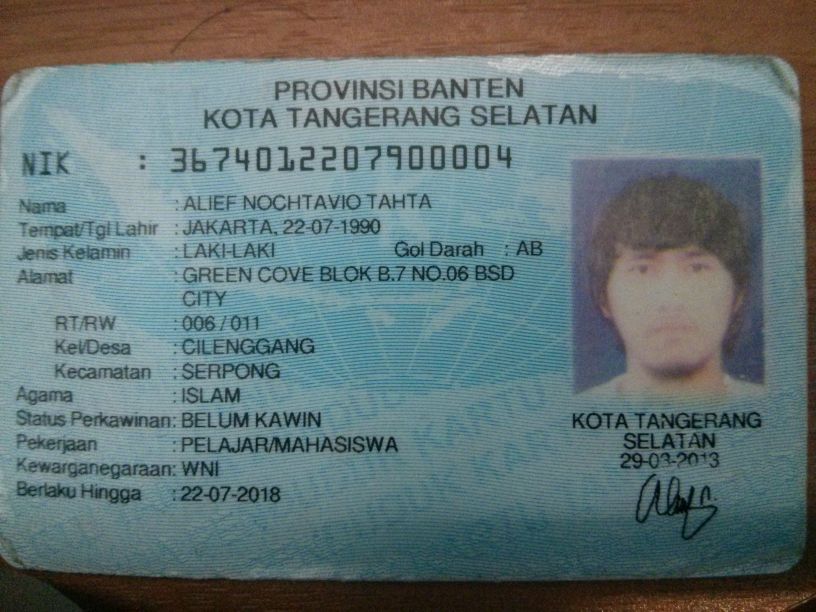 PROVINSI BANTEN
KOTA TANGERANG SELATAN
NIK : 3674012207900004
Nama : ALIEF NOCHTAVIO TAHTA
Tempat/Tgl Lahir : JAKARTA, 22-07-1990
Jenis Kelamin : LAKI-LAKI Gol Darah : AB
Alamat : GREEN COVE BLOK B.7 NO.06 BSD
CITY
RT/RW : 006 / 011
Kel/Desa : CILENGGANG
Kecamatan : SERPONG
Agama : ISLAM
Status Perkawinan: BELUM KAWIN
Pekerjaan : PELAJAR/MAHASISWA
Kewarganegaraan: WNI
Berlaku Hingga : 22-07-2018
KOTA TANGERANG
SELATAN
29-03-2013